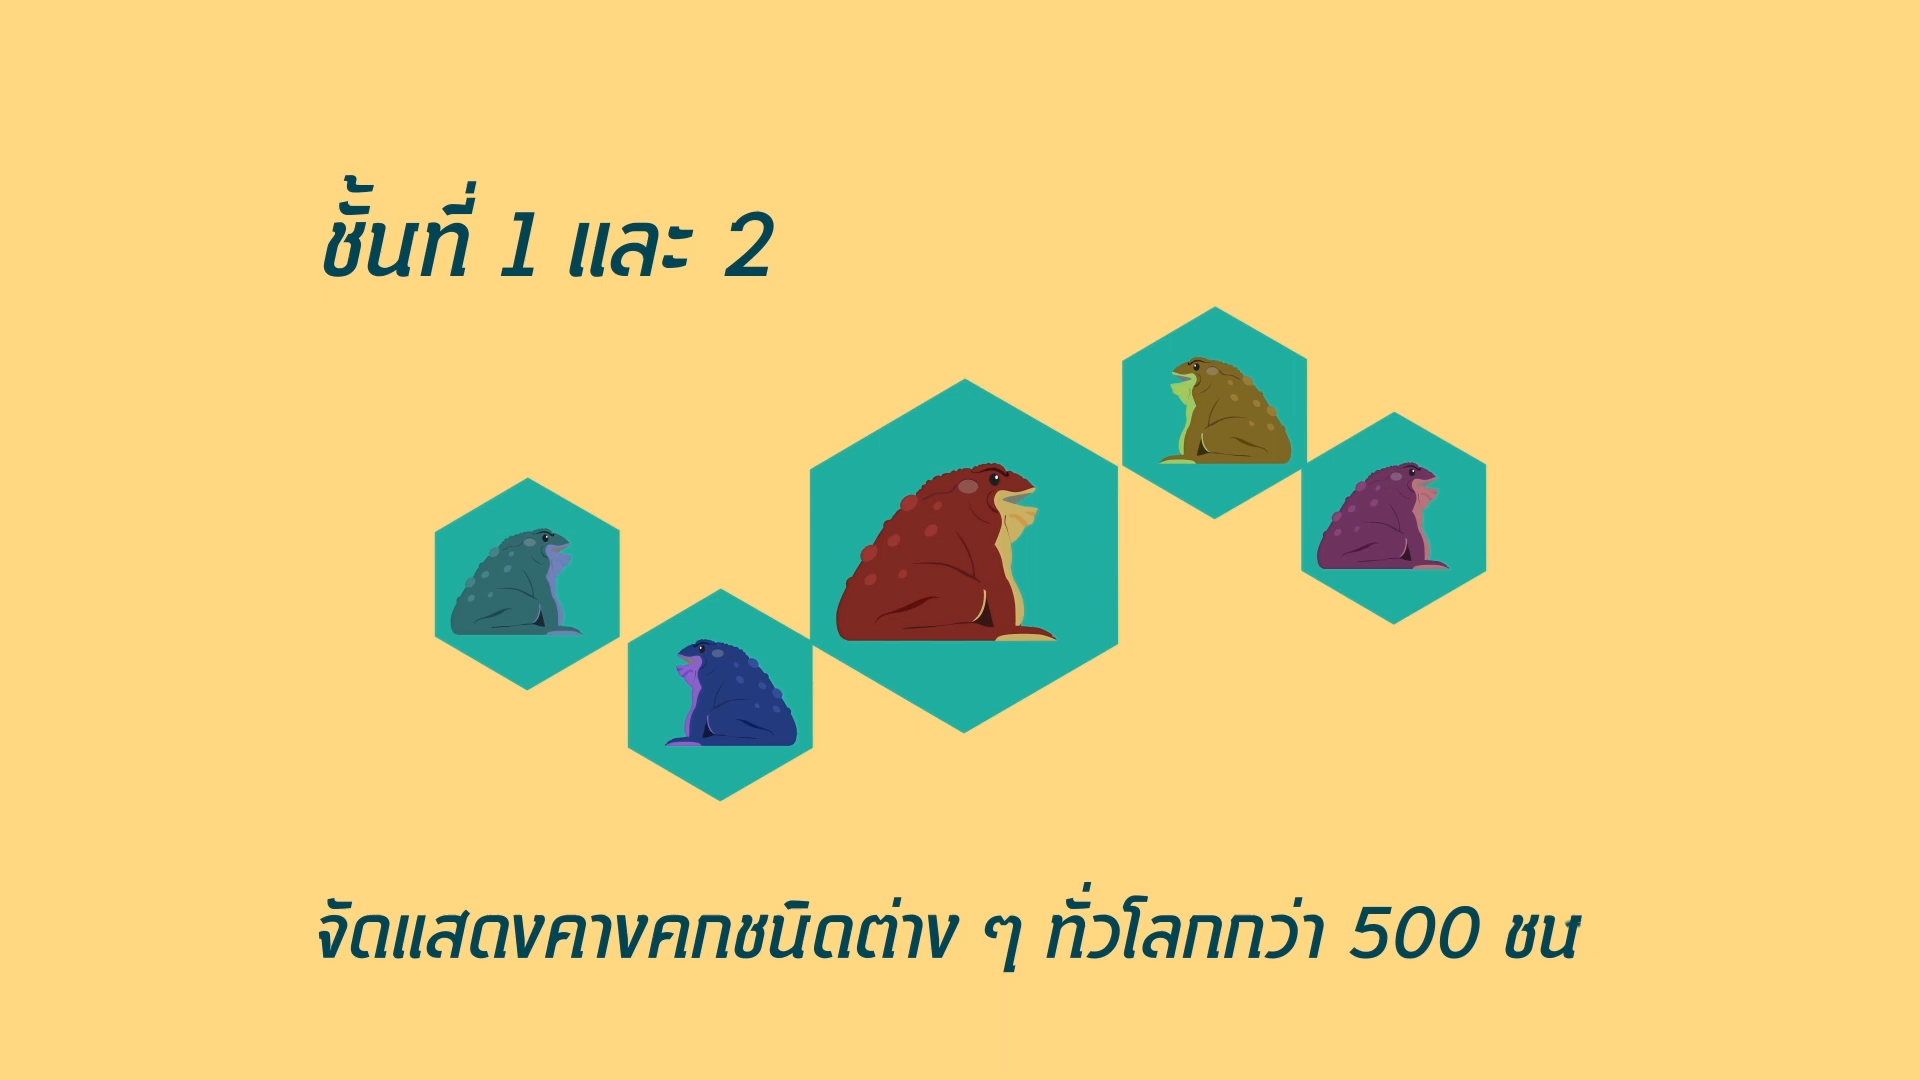 ชั้นที่ 1 และ 2
จัดแสดงคางคกชนิดต่าง ๆ ทั่วโลกกว่า 500 ชน